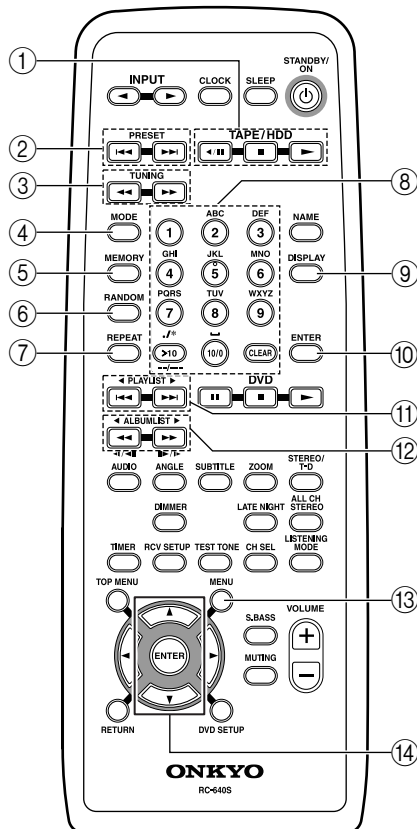 STANDBY/
ON
INPUT CLOCK SLEEP
1
PRESET TAPE/HDD
2
TUNING
3 8
MODE ABC DEF NAME
4 1 2 3
GHI JKL MNO
MEMORY DISPLAY
5 4 5 6 9
PQRS TUV WXYZ
RANDOM
6 7 8 9
./*
REPEAT ENTER
7 >10 10/0 CLEAR 10
--/---
PLAYLIST DVD
11
ALBUMLIST
12
AUDIO ANGLE SUBTITLE ZOOM STEREO/
T-D
DIMMER LATE NIGHT ALL CH
STEREO
TIMER RCV SETUP TEST TONE CH SEL LISTENING
MODE
TOP MENU MENU 13
VOLUME
S.BASS +
ENTER
MUTING −
RETURN DVD SETUP
14
ONKYO
RC-640S